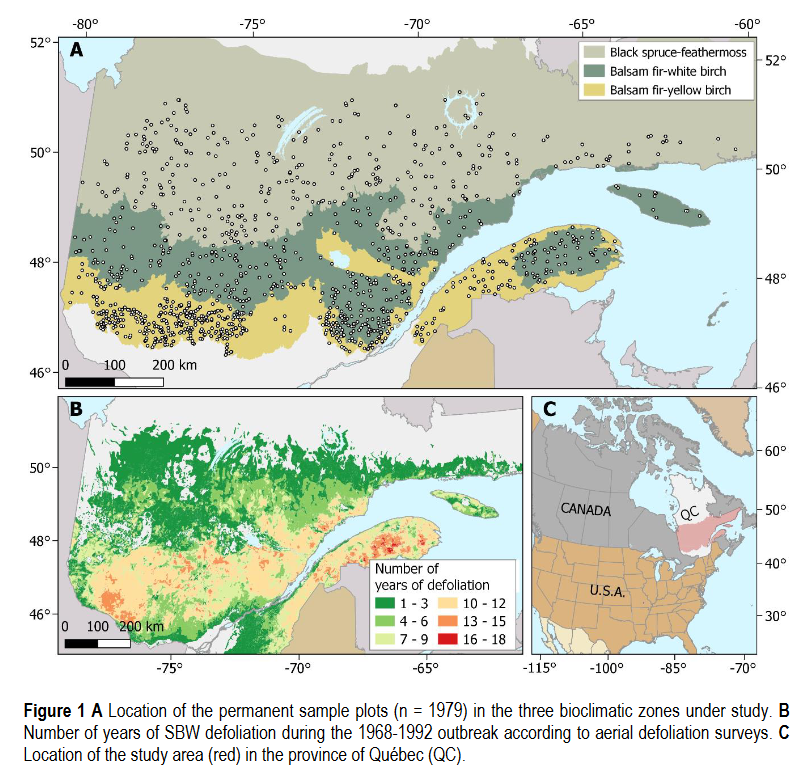 -80° -75° -70° -65° -60°
52°
A
Black spruce-feathermoss
52°
Balsam fir-white birch
Balsam fir-yellow birch
50°
50°
48°
48°
0 100 200 km
46°
46°
B
C
50°
60°
CANADA
QC
50°
48°
Number of
years of defoliation
40°
1 - 3 10 - 12
U.S.A.
46°
4 - 6 13 - 15
30°
0 100 200 km
7 - 9 16 - 18
-75° -70° -65° -115° -100° -85° -70°
Figure 1 A Location of the permanent sample plots (n = 1979) in the three bioclimatic zones under study. B
Number of years of SBW defoliation during the 1968-1992 outbreak according to aerial defoliation surveys. C
Location of the study area (red) in the province of Québec (QC).